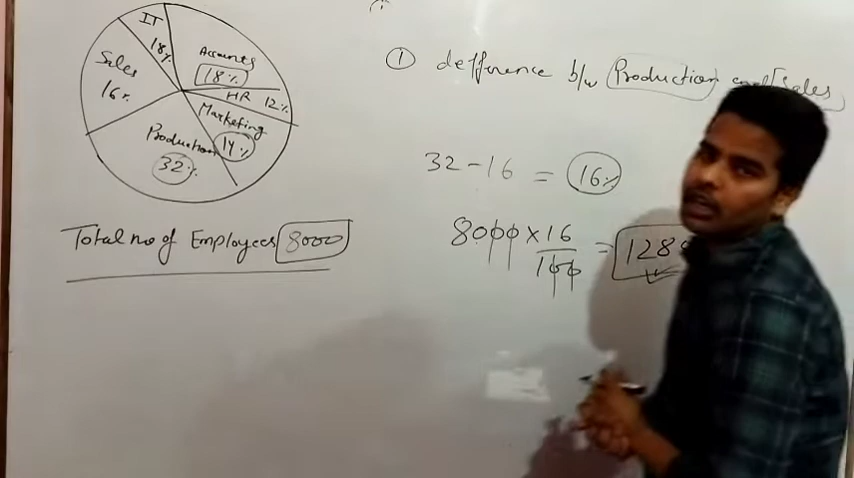 IT
18%
Accounts
18%
HR 12%
Marketing
14%
Sales
16%
Production
32%
Total no of Employees 8000
① defference b/w Production and Sales
32-16 = 16%
8000 x 16
100
= 128